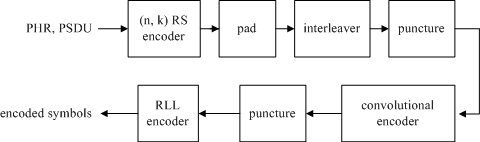 PHR, PSDU
(n, k) RS
encoder
pad
interleaver
puncture
encoded symbols
RLL
encoder
puncture
convolutional
encoder